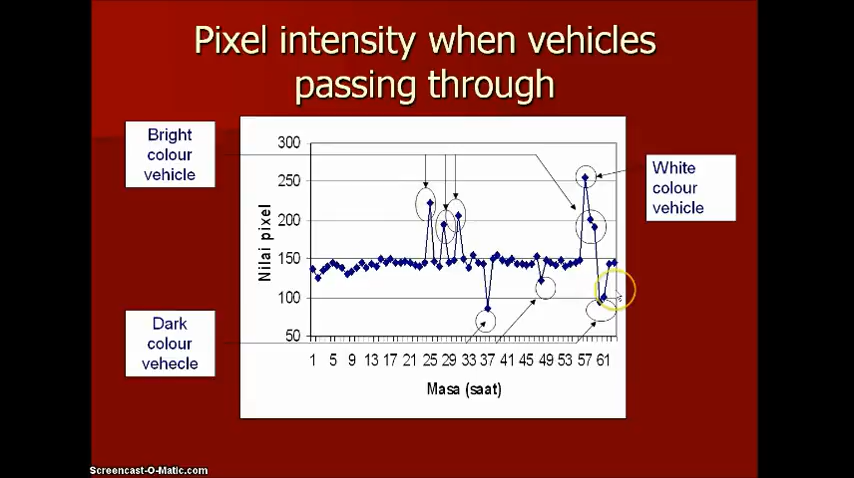 Pixel intensity when vehicles
passing through
Bright
colour
vehicle
White
colour
vehicle
Dark
colour
vehecle
Nilai pixel
300
250
200
150
100
50
1 5 9 13 17 21 25 29 33 37 41 45 49 53 57 61
Masa (saat)
Screencast-O-Matic.com